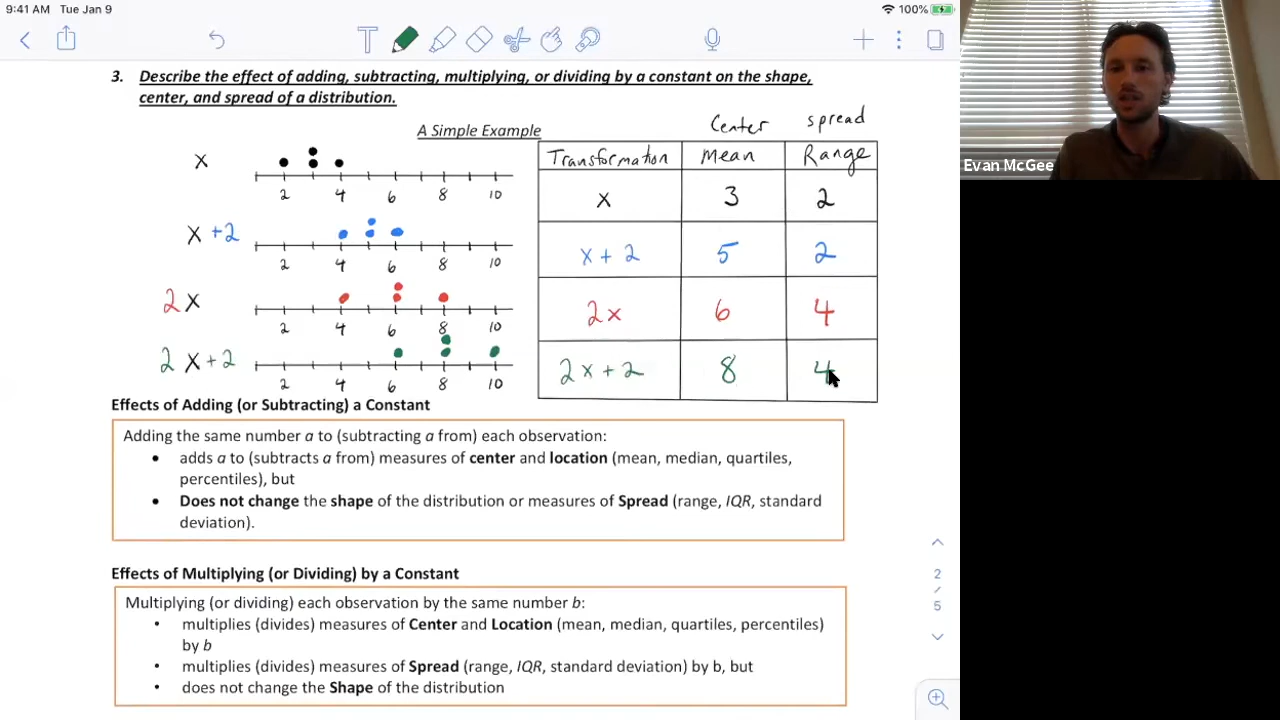 9:41 AM Tue Jan 9
100%
3. Describe the effect of adding, subtracting, multiplying, or dividing by a constant on the shape,
center, and spread of a distribution.
A Simple Example
Center spread
Transformation Mean Range
x 3 2
x + 2 5 2
2x 6 4
2x + 2 8 4
x
2 4 6 8 10
x +2
2 4 6 8 10
2x
2 4 6 8 10
2x +2
2 4 6 8 10
Effects of Adding (or Subtracting) a Constant
Adding the same number a to (subtracting a from) each observation:
• adds a to (subtracts a from) measures of center and location (mean, median, quartiles,
percentiles), but
• Does not change the shape of the distribution or measures of Spread (range, IQR, standard
deviation).
Effects of Multiplying (or Dividing) by a Constant
Multiplying (or dividing) each observation by the same number b:
• multiplies (divides) measures of Center and Location (mean, median, quartiles, percentiles)
by b
• multiplies (divides) measures of Spread (range, IQR, standard deviation) by b, but
• does not change the Shape of the distribution
2
/
5
T
Evan McGee